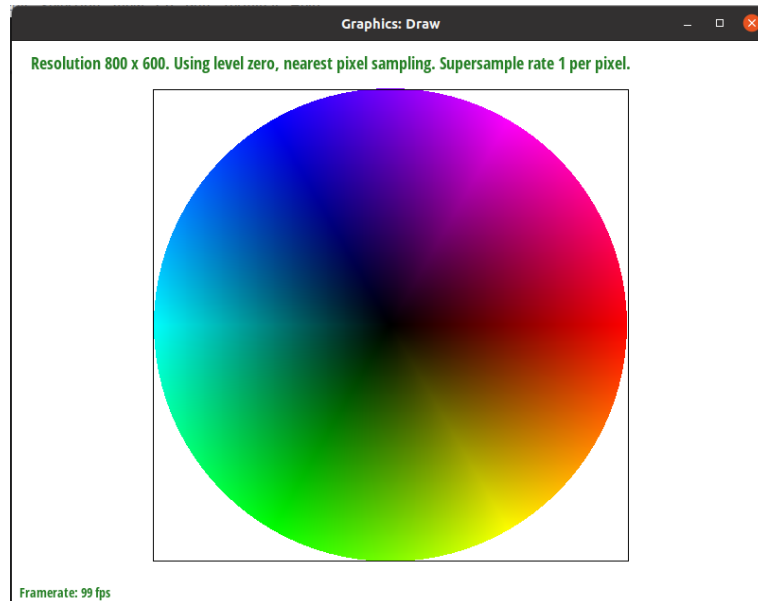 Graphics: Draw
Resolution 800 x 600. Using level zero, nearest pixel sampling. Supersample rate 1 per pixel.
Framerate: 99 fps